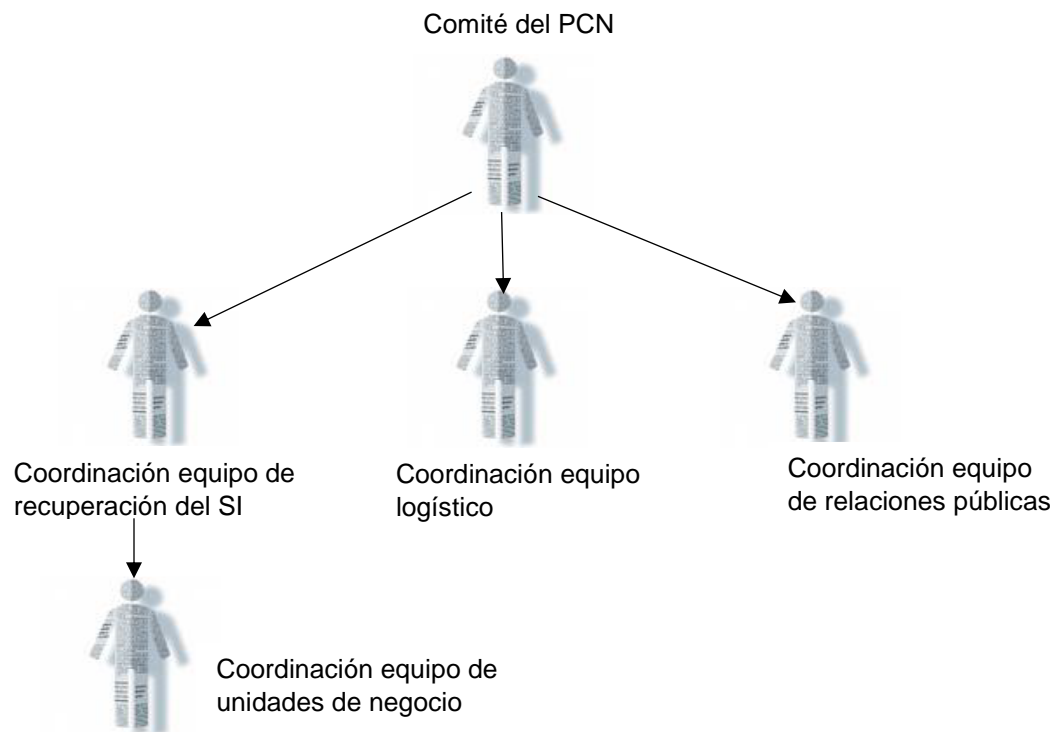 Comité del PCN
Coordinación equipo de
recuperación del SI
Coordinación equipo
logístico
Coordinación equipo
de relaciones públicas
Coordinación equipo de
unidades de negocio